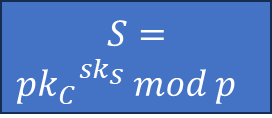 S =
pk_C^{sk_S} mod p